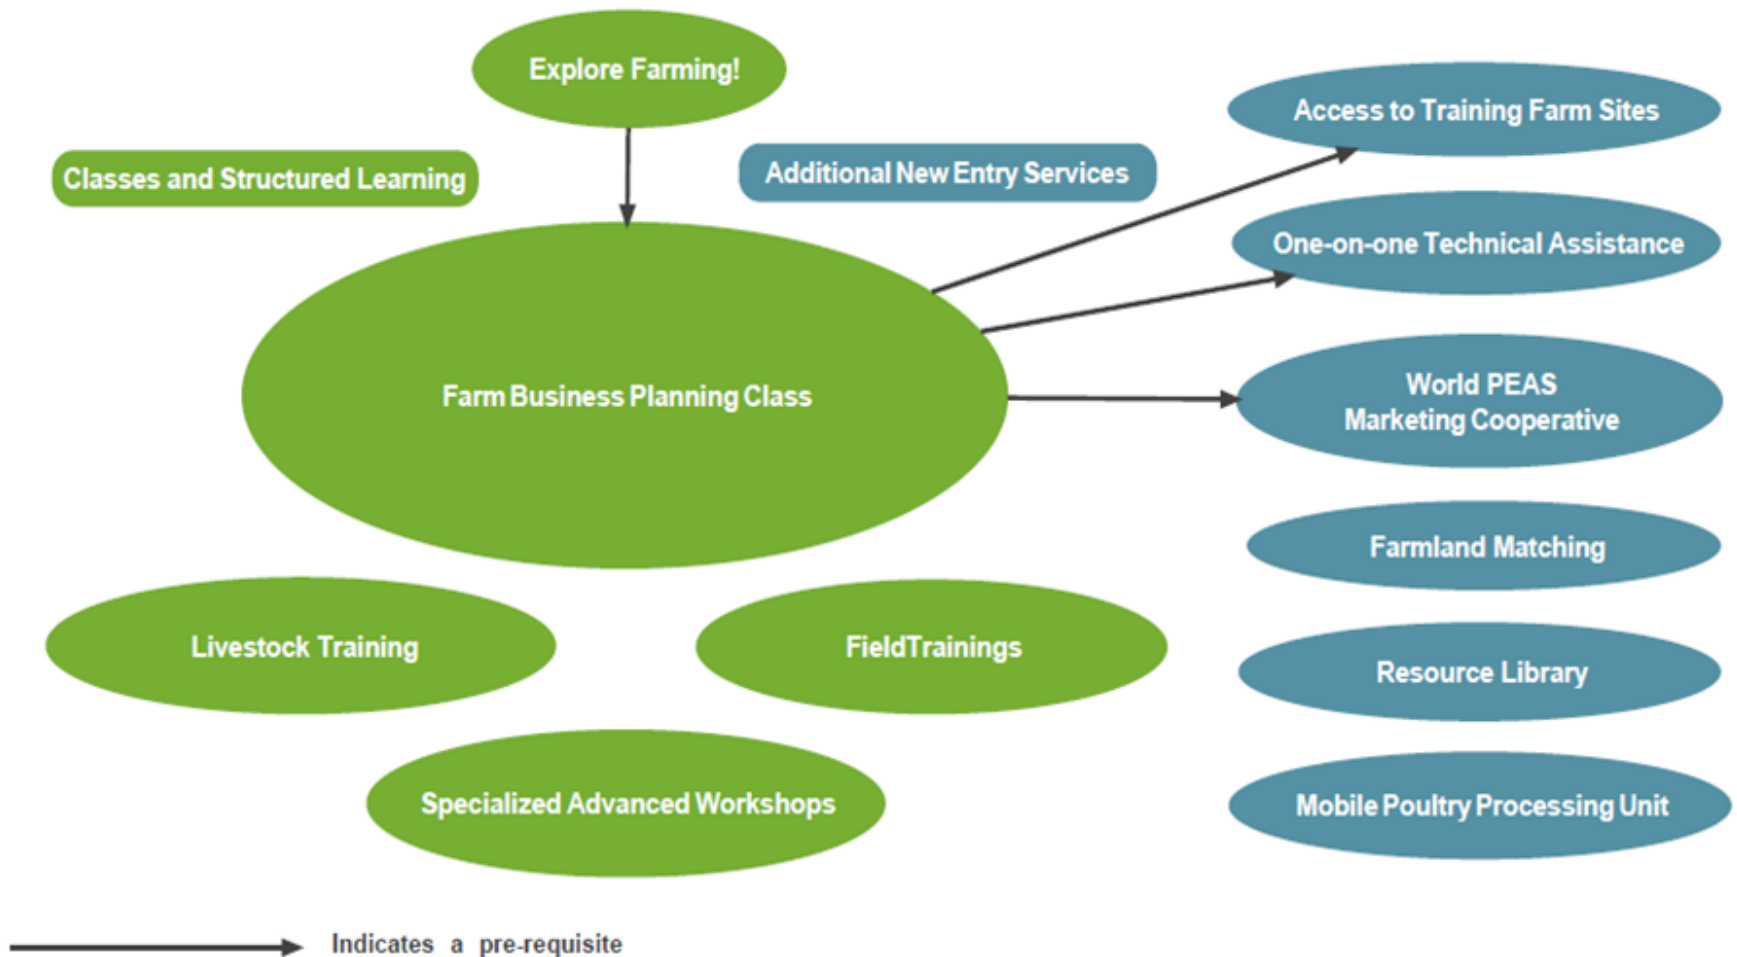 Explore Farming!
Classes and Structured Learning
Additional New Entry Services
Access to Training Farm Sites
One-on-one Technical Assistance
Farm Business Planning Class
World PEAS
Marketing Cooperative
Farmland Matching
Livestock Training
FieldTrainings
Resource Library
Specialized Advanced Workshops
Mobile Poultry Processing Unit
Indicates a pre-requisite